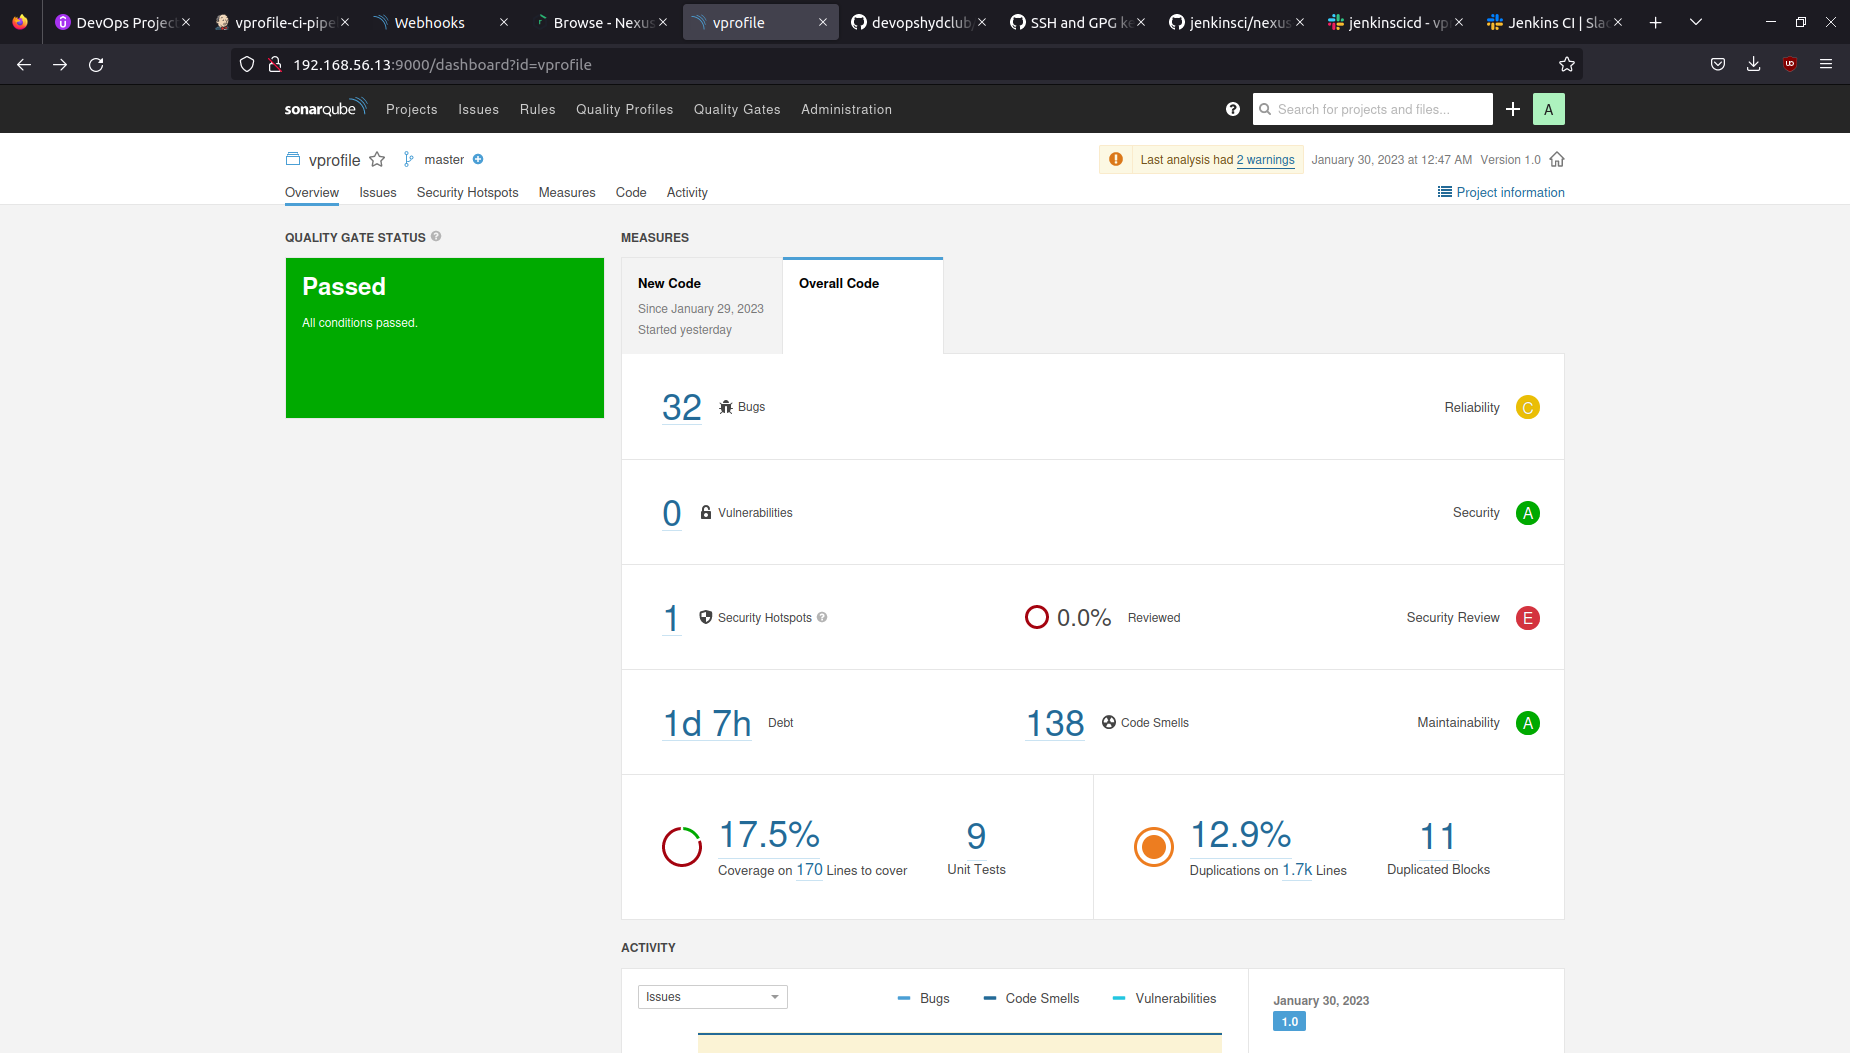 DevOps Project
vprofile-ci-pipe
Webhooks
Browse - Nexus
vprofile
devopshydclub/
SSH and GPG ke
jenkinsci/nexus
jenkinscicd - vp
Jenkins CI | Slac
192.168.56.13:9000/dashboard?id=vprofile
sonarqube Projects Issues Rules Quality Profiles Quality Gates Administration
Search for projects and files...
A
vprofile master
Last analysis had 2 warnings January 30, 2023 at 12:47 AM Version 1.0
Overview Issues Security Hotspots Measures Code Activity
Project information
QUALITY GATE STATUS
Passed
All conditions passed.
MEASURES
New Code
Since January 29, 2023
Started yesterday
Overall Code
32 Bugs Reliability C
0 Vulnerabilities Security A
1 Security Hotspots 0.0% Reviewed Security Review E
1d 7h Debt 138 Code Smells Maintainability A
17.5%
Coverage on 170 Lines to cover
9
Unit Tests
12.9%
Duplications on 1.7k Lines
11
Duplicated Blocks
ACTIVITY
Issues
Bugs Code Smells Vulnerabilities
January 30, 2023
1.0